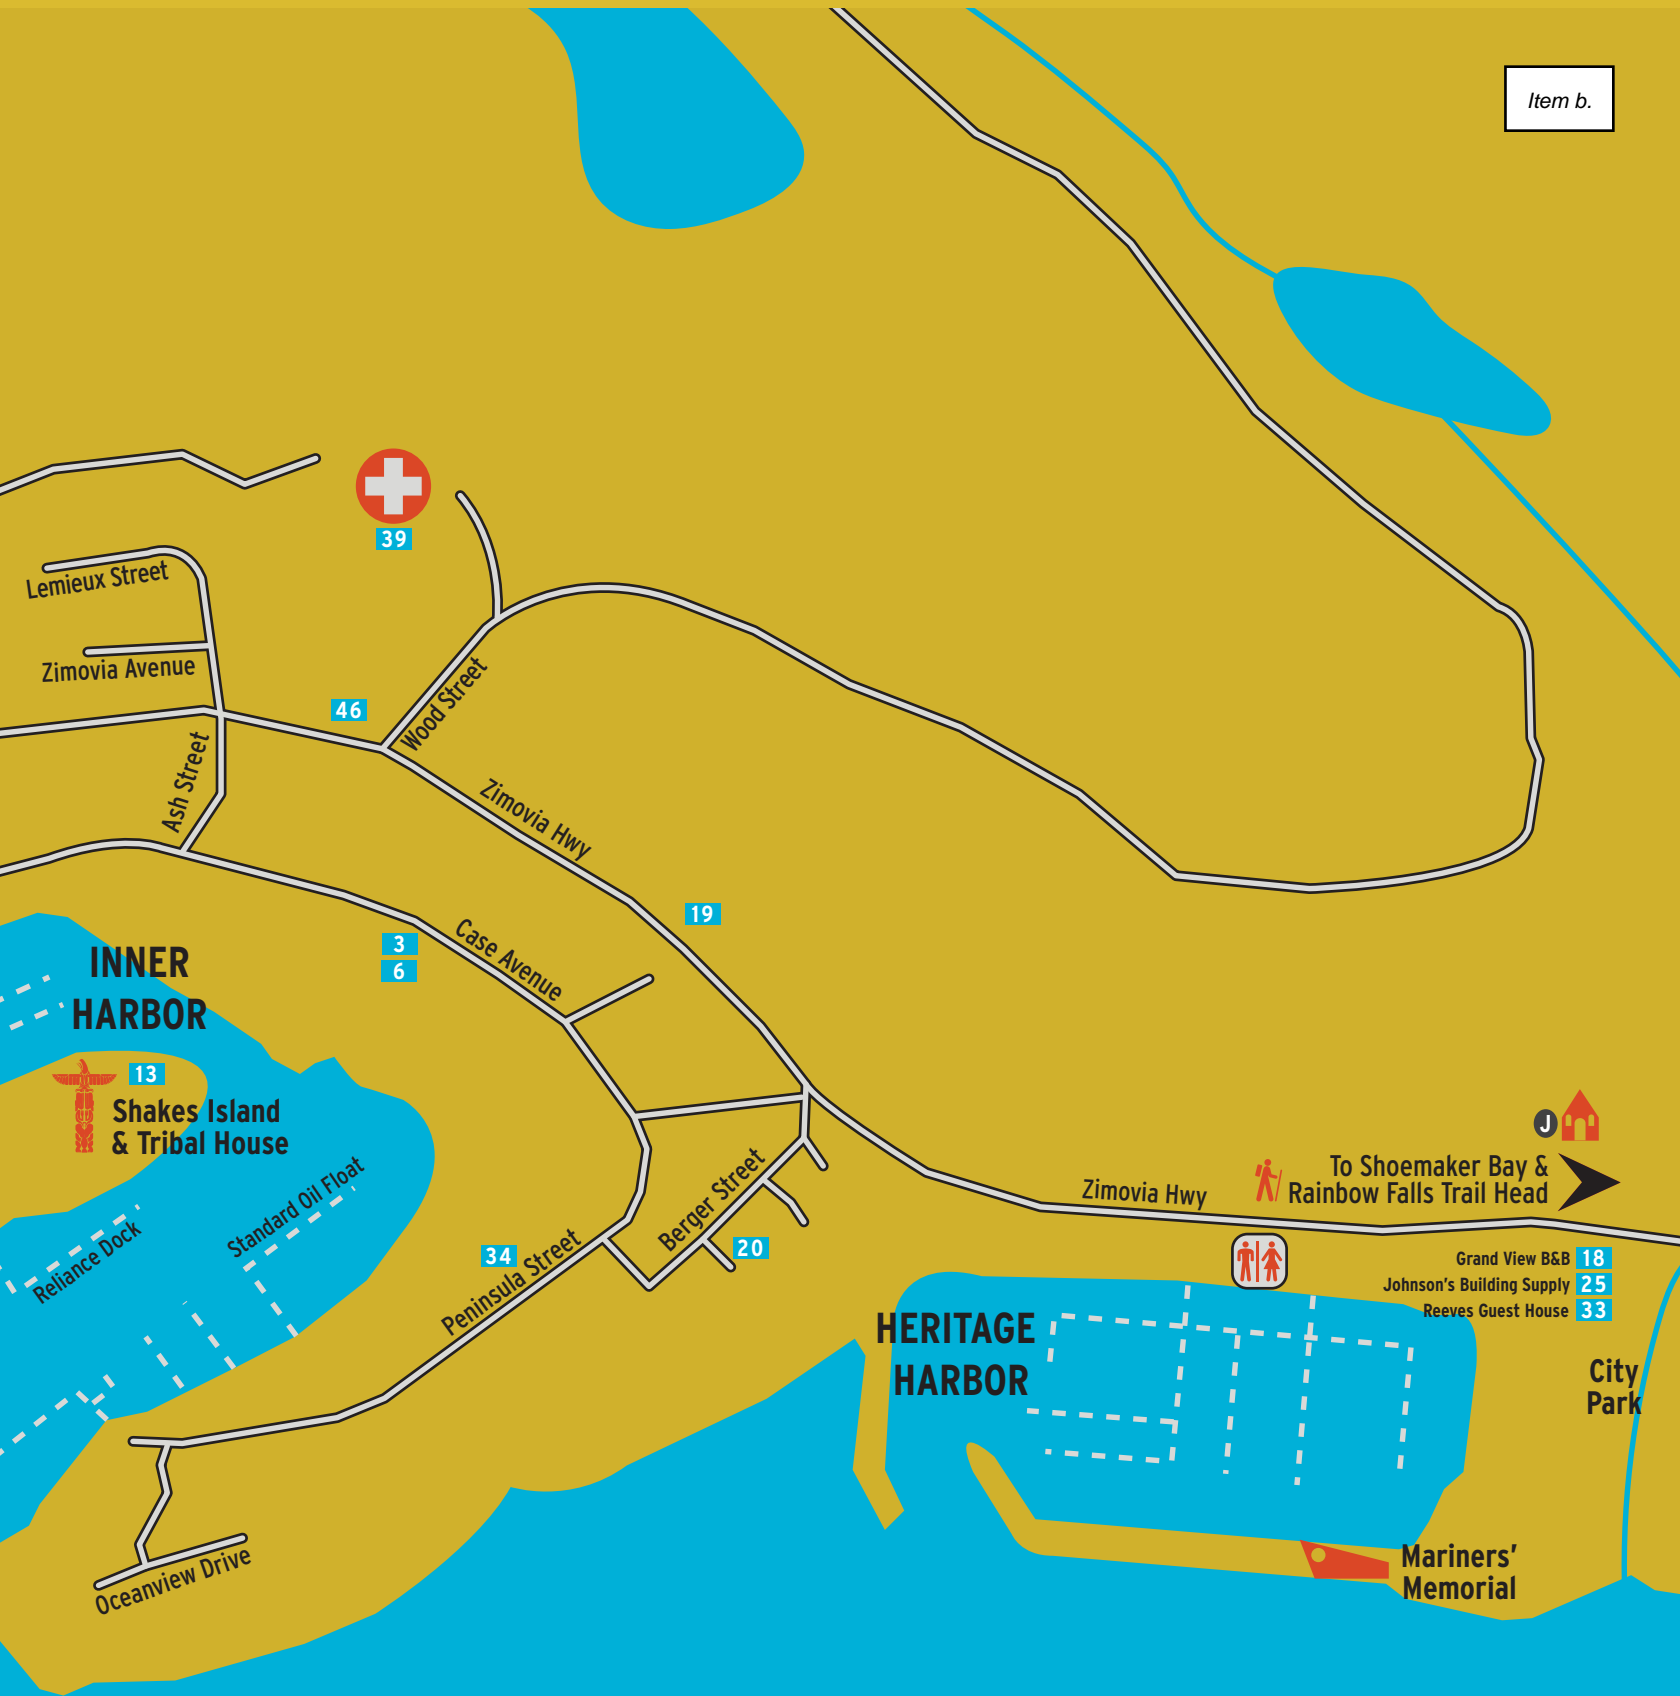 Item b.
39
Lemieux Street
Zimovia Avenue
46
Wood Street
Ash Street
Zimovia Hwy
19
Case Avenue
3
6
INNER
HARBOR
13
Shakes Island
& Tribal House
Standard Oil Float
Reliance Dock
Berger Street
20
34
Peninsula Street
J
To Shoemaker Bay &
Rainbow Falls Trail Head
Zimovia Hwy
Grand View B&B 18
Johnson's Building Supply 25
Reeves Guest House 33
HERITAGE
HARBOR
City
Park
Mariners'
Memorial
Oceanview Drive